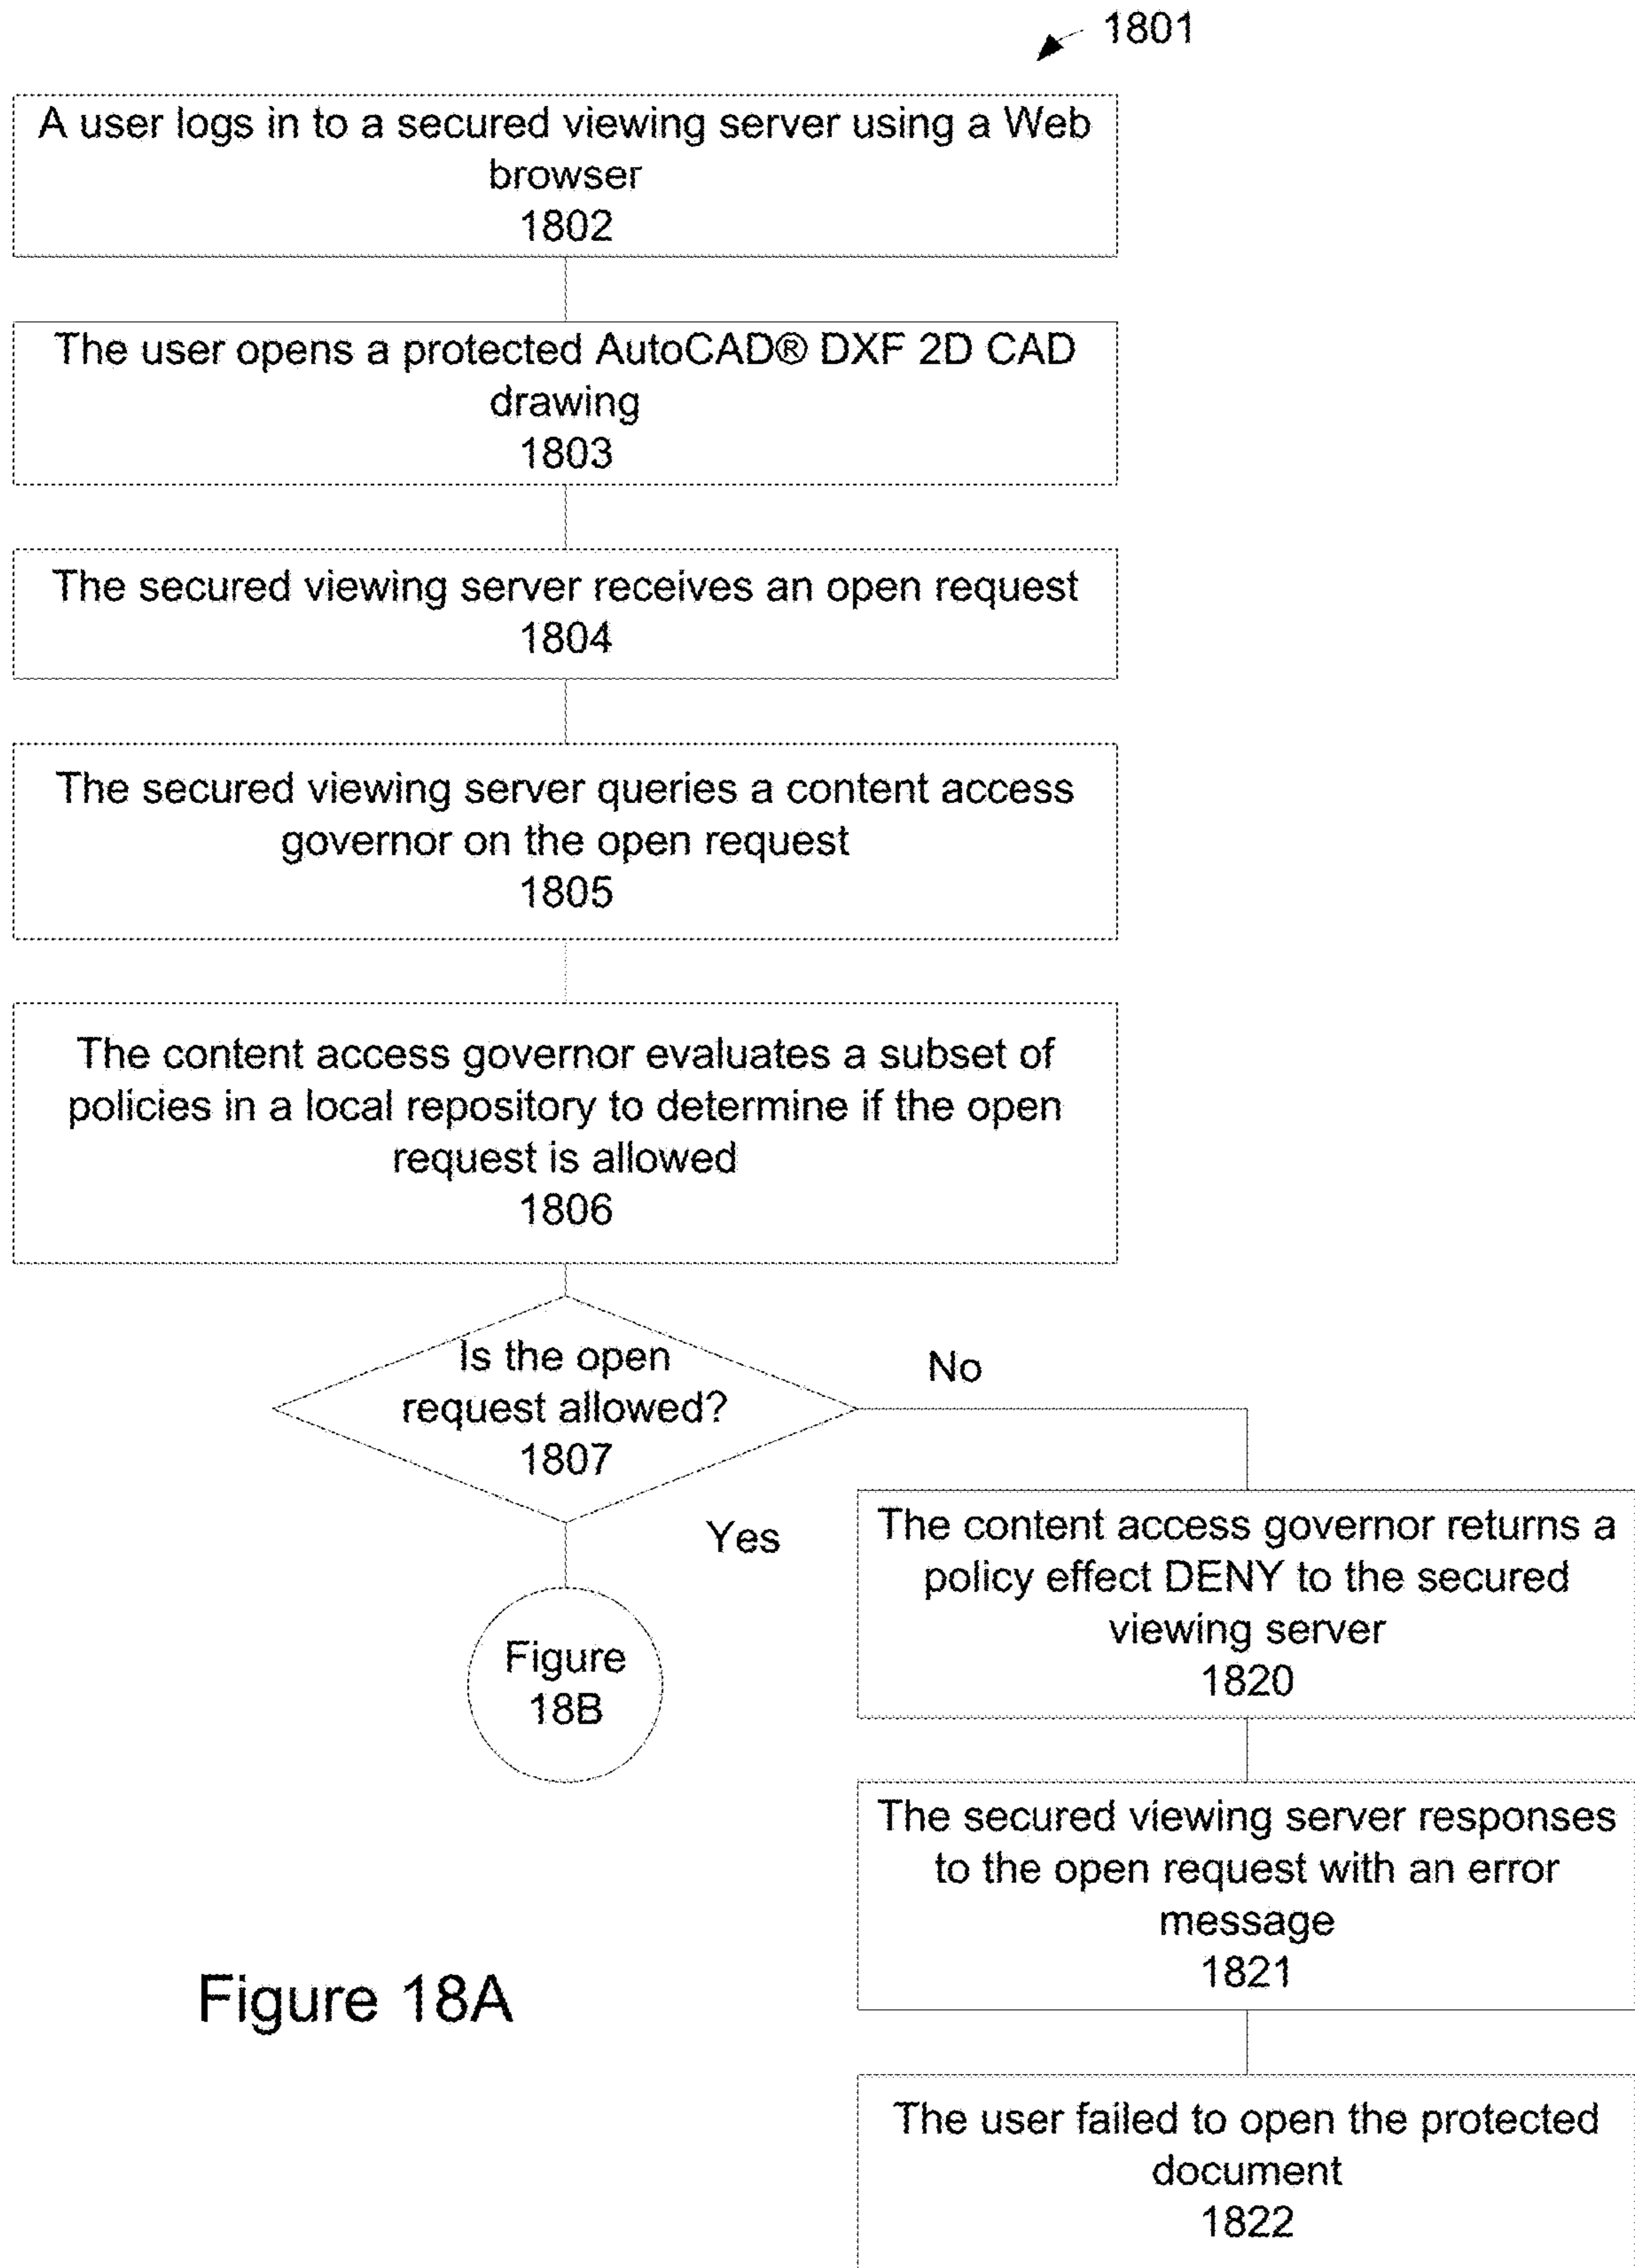 1801
A user logs in to a secured viewing server using a Web
browser
1802
The user opens a protected AutoCAD® DXF 2D CAD
drawing
1803
The secured viewing server receives an open request
1804
The secured viewing server queries a content access
governor on the open request
1805
The content access governor evaluates a subset of
policies in a local repository to determine if the open
request is allowed
1806
Is the open
request allowed?
1807
No
Yes
Figure
18B
The content access governor returns a
policy effect DENY to the secured
viewing server
1820
The secured viewing server responses
to the open request with an error
message
1821
The user failed to open the protected
document
1822
Figure 18A